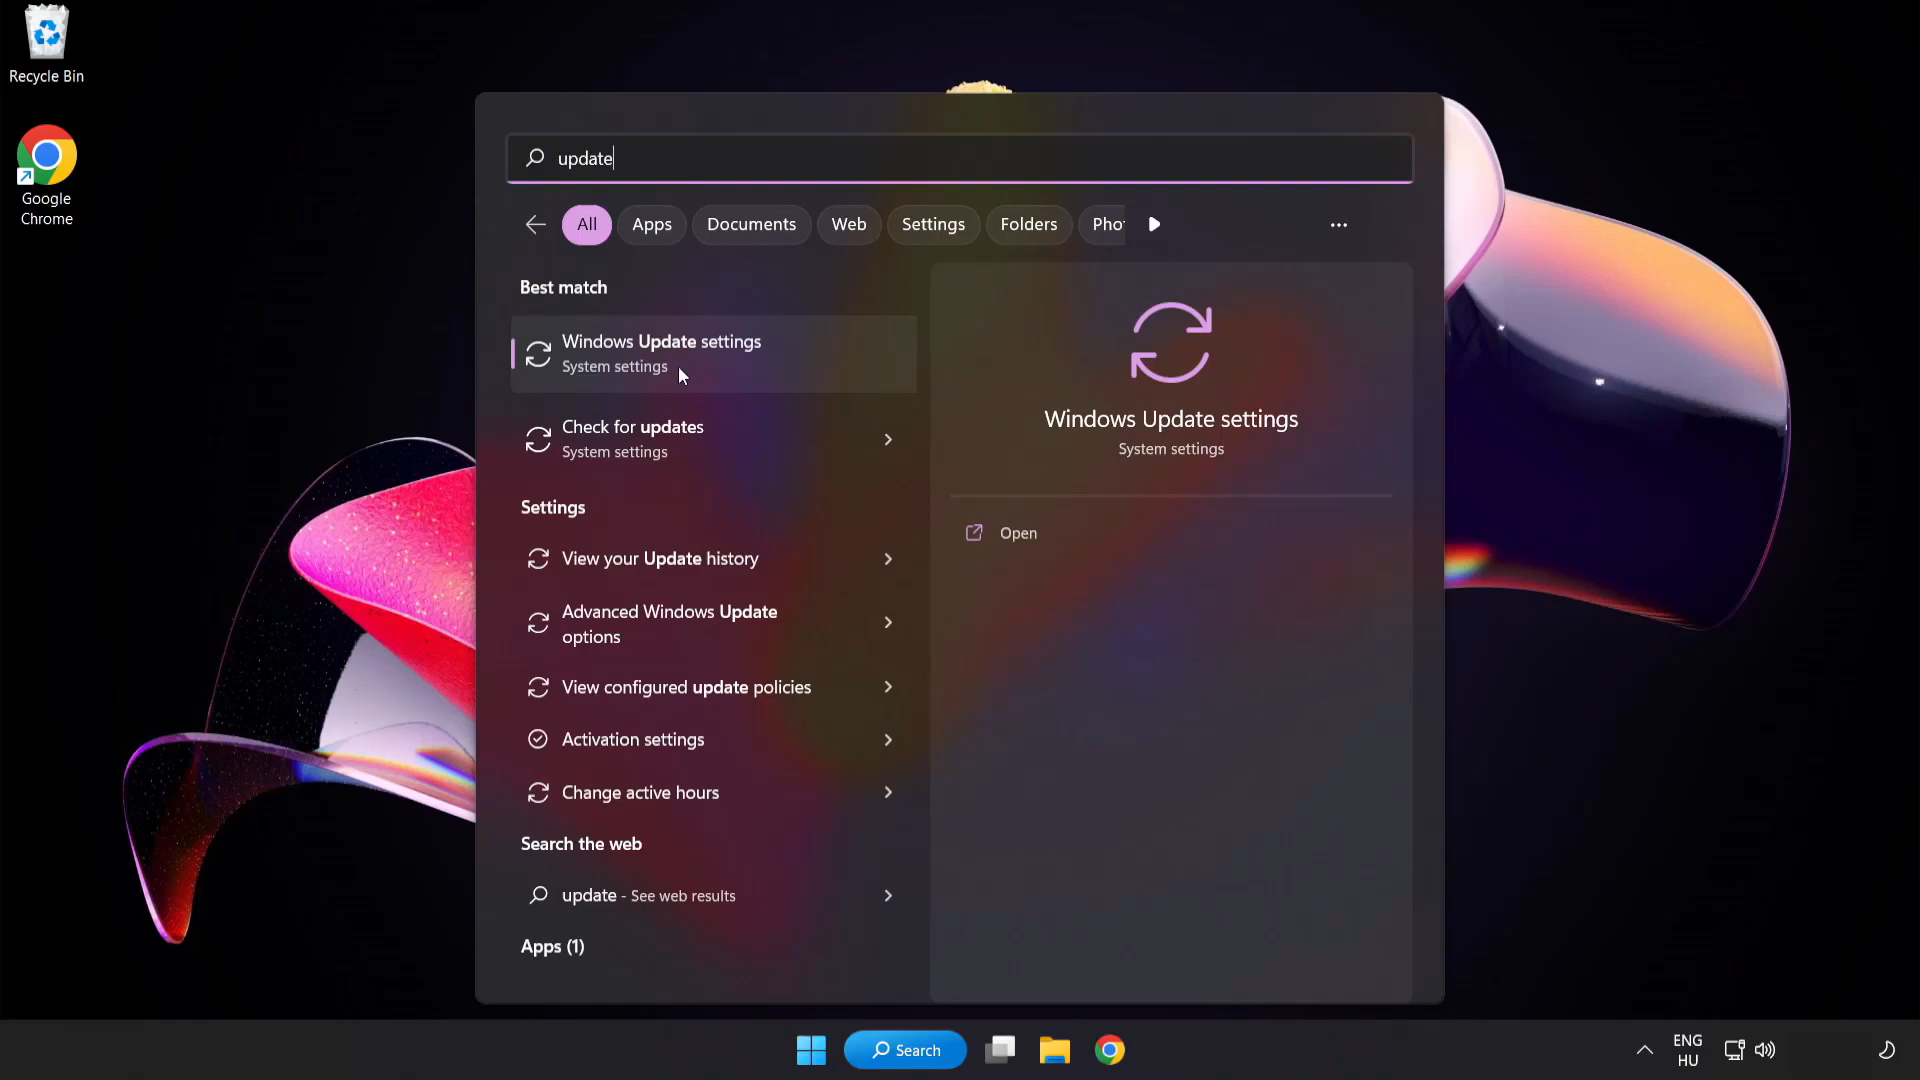 Recycle Bin
Google
Chrome
update
All
Apps
Documents
Web
Settings
Folders
Best match
Windows Update settings
System settings
Check for updates
System settings
Settings
View your Update history
Advanced Windows Update
options
View configured update policies
Activation settings
Change active hours
Search the web
update - See web results
Apps (1)
Windows Update settings
System settings
Open
Search
ENG
HU